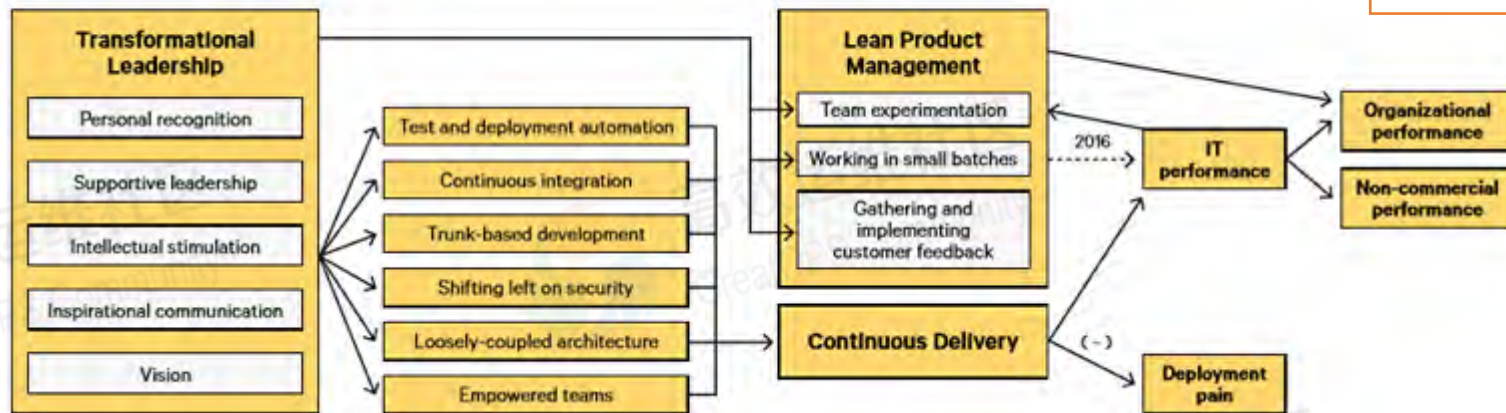 Transformational
Leadership
Personal recognition
Supportive leadership
Intellectual stimulation
Inspirational communication
Vision
Test and deployment automation
Continuous integration
Trunk-based development
Shifting left on security
Loosely-coupled architecture
Empowered teams
Lean Product
Management
Team experimentation
Working in small batches
Gathering and
implementing
customer feedback
Continuous Delivery
2016
IT
performance
(-)
Deployment
pain
Organizational
performance
Non-commercial
performance